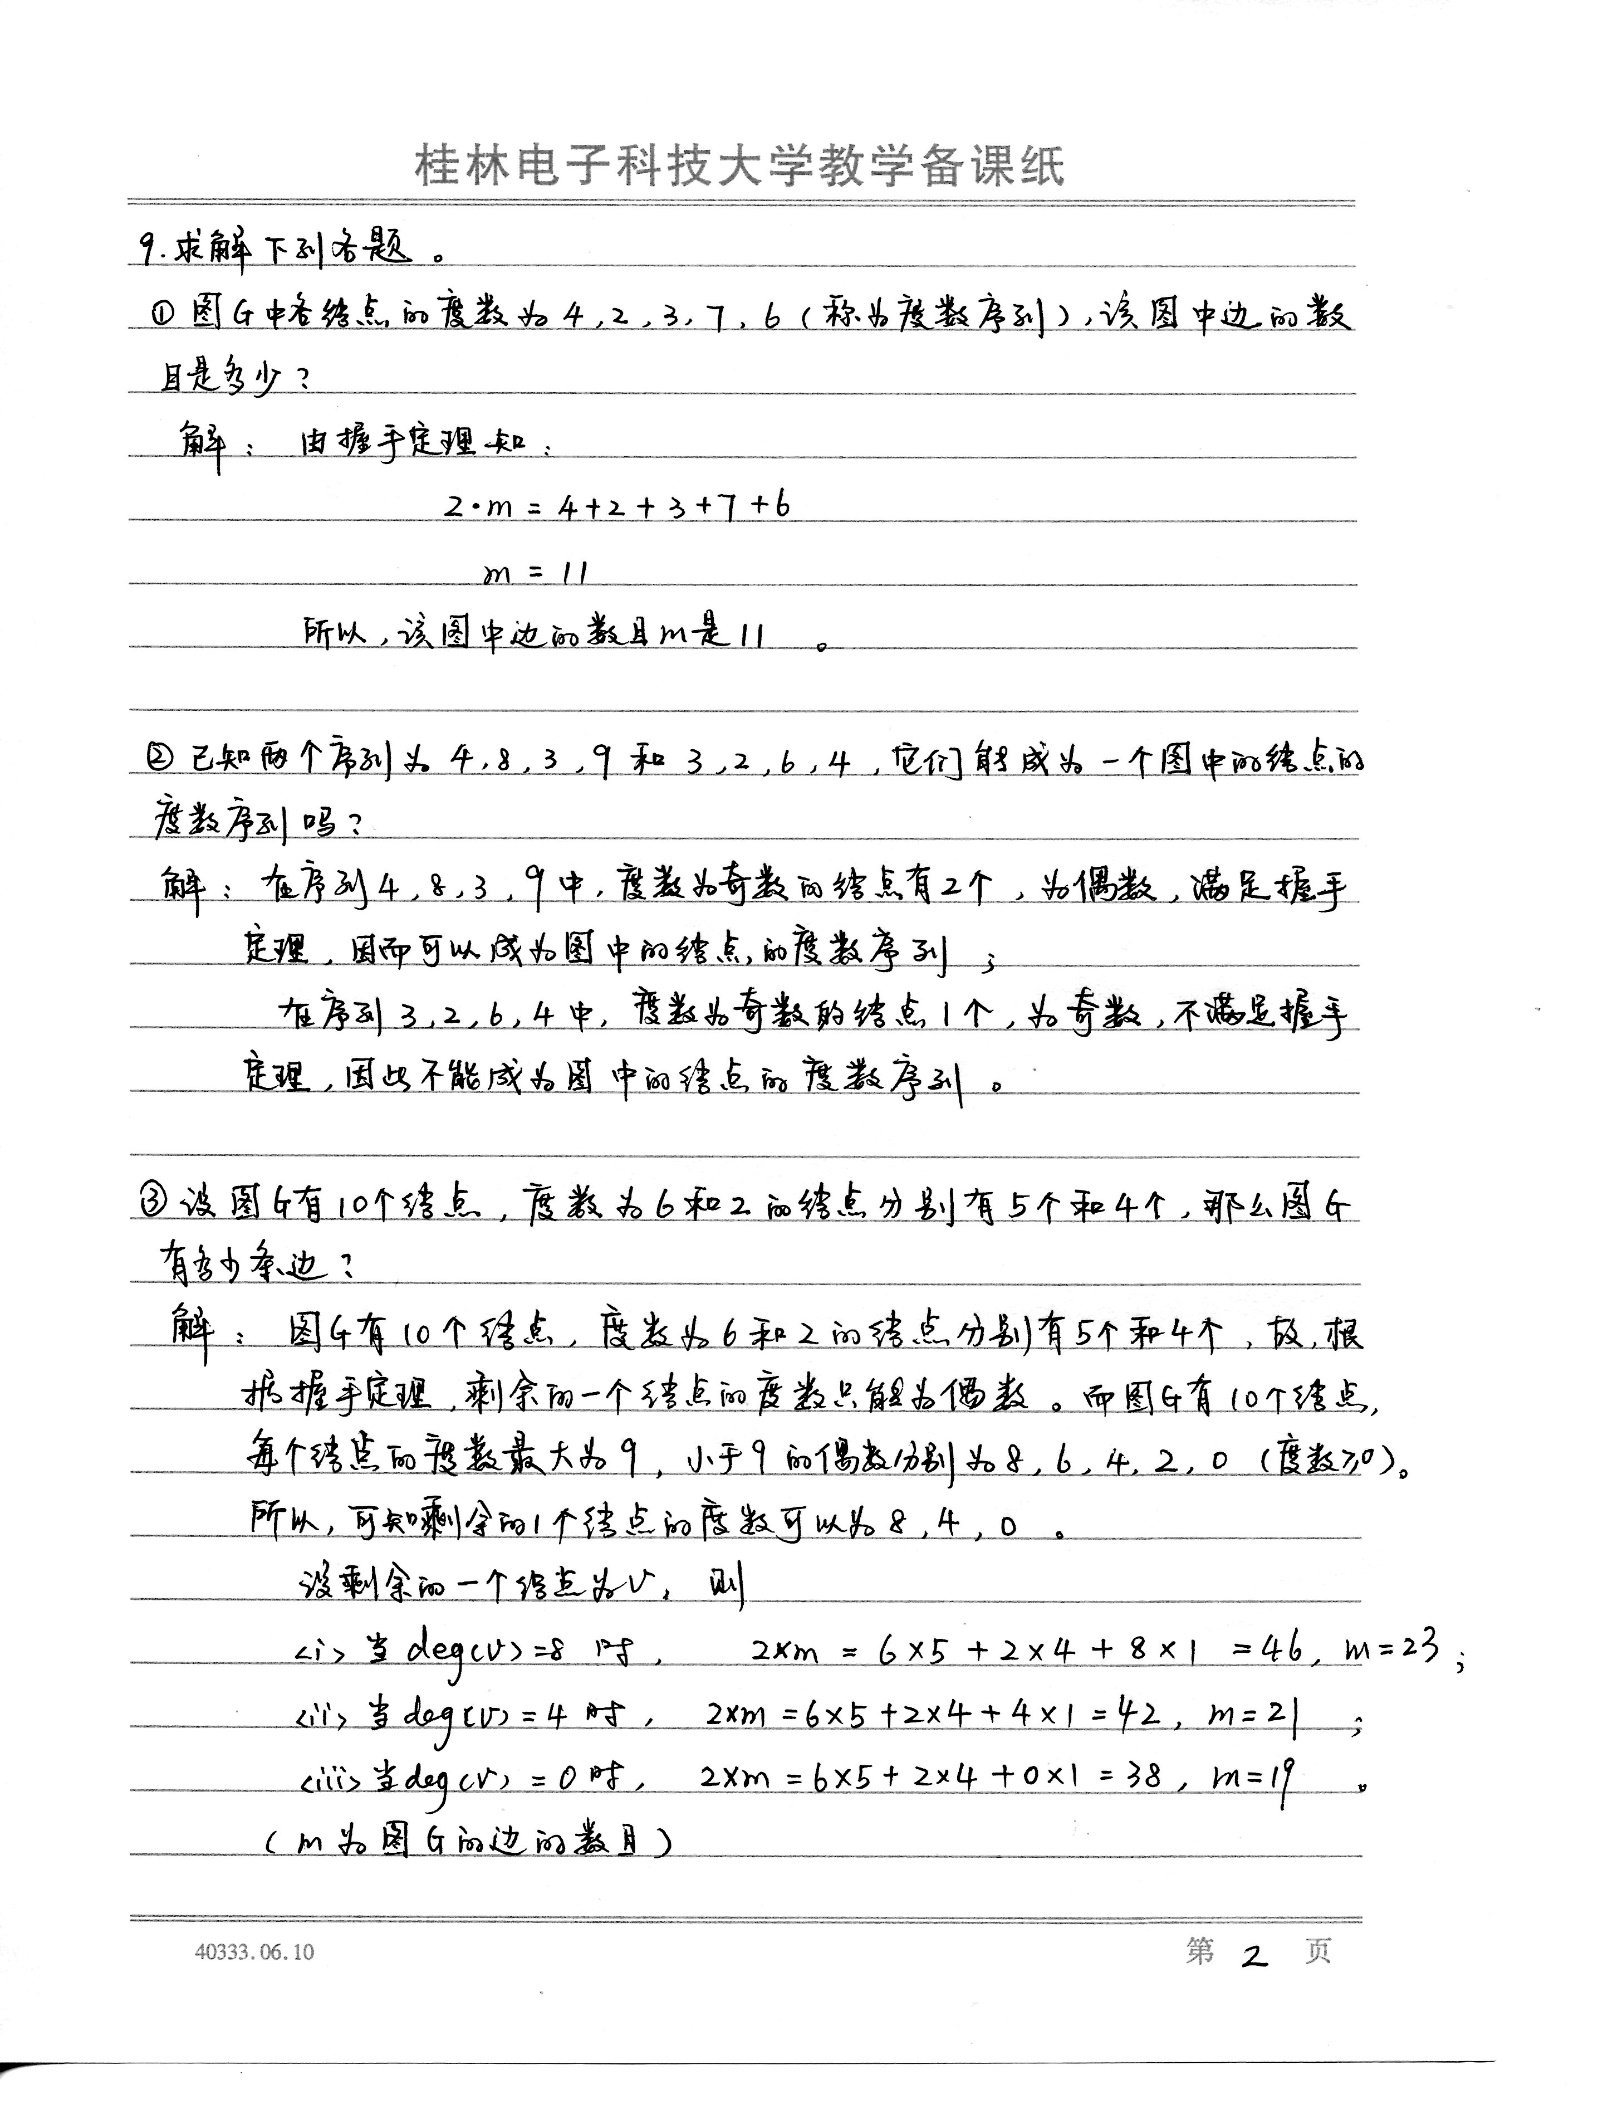 桂林电子科技大学教学备课纸
9.求解下列各题。
①图G中各结点的度数为4,2,3,7,6(称为度数序列),该图中边的数
目是多少?
解: 由握手定理知:
2·m=4+2+3+7+6
m=11
所以,该图中边的数目m是11。
②已知两个序列为4,8,3,9和3,2,6,4,它们能成为一个图中的结点的
度数序列吗?
解: 在序列4,8,3,9中,度数为奇数的结点有2个,为偶数,满足握手
定理,因而可以成为图中的结点的度数序列;
在序列3,2,6,4中,度数为奇数的结点1个,为奇数,不满足握手
定理,因此不能成为图中的结点的度数序列。
③设图G有10个结点,度数为6和2的结点分别有5个和4个,那么图G
有多少条边?
解: 图G有10个结点,度数为6和2的结点分别有5个和4个,故,根
据握手定理,剩余的一个结点的度数只能为偶数。而图G有10个结点,
每个结点的度数最大为9,小于9的偶数分别为8,6,4,2,0(度数≥0)。
所以,可知剩余的1个结点的度数可以为8,4,0。
设剩余的一个结点为v,则
<i>当deg(v)=8时, 2×m=6×5+2×4+8×1=46,m=23;
<ii>当deg(v)=4时, 2×m=6×5+2×4+4×1=42,m=21;
<iii>当deg(v)=0时, 2×m=6×5+2×4+0×1=38,m=19。
(m为图G的边的数目)
40333.06.10 第 2 页